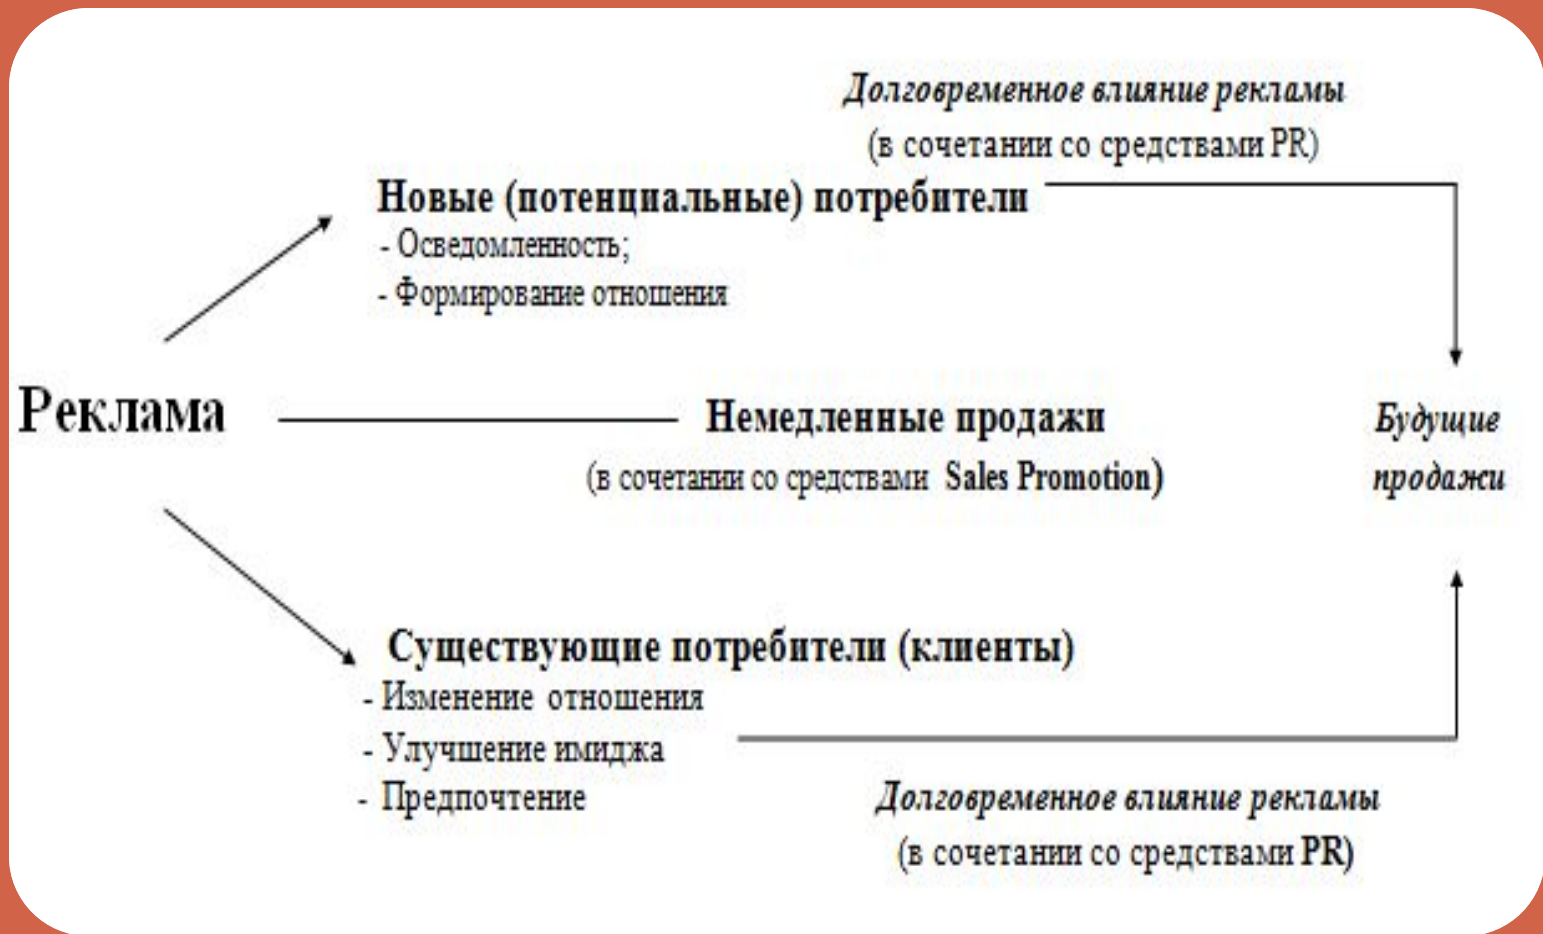 Долговременное влияние рекламы
(в сочетании со средствами PR)
Новые (потенциальные) потребители
- Осведомленность;
- Формирование отношения
Реклама
Немедленные продажи
(в сочетании со средствами Sales Promotion)
Будущие
продажи
Существующие потребители (клиенты)
- Изменение отношения
- Улучшение имиджа
- Предпочтение
Долговременное влияние рекламы
(в сочетании со средствами PR)